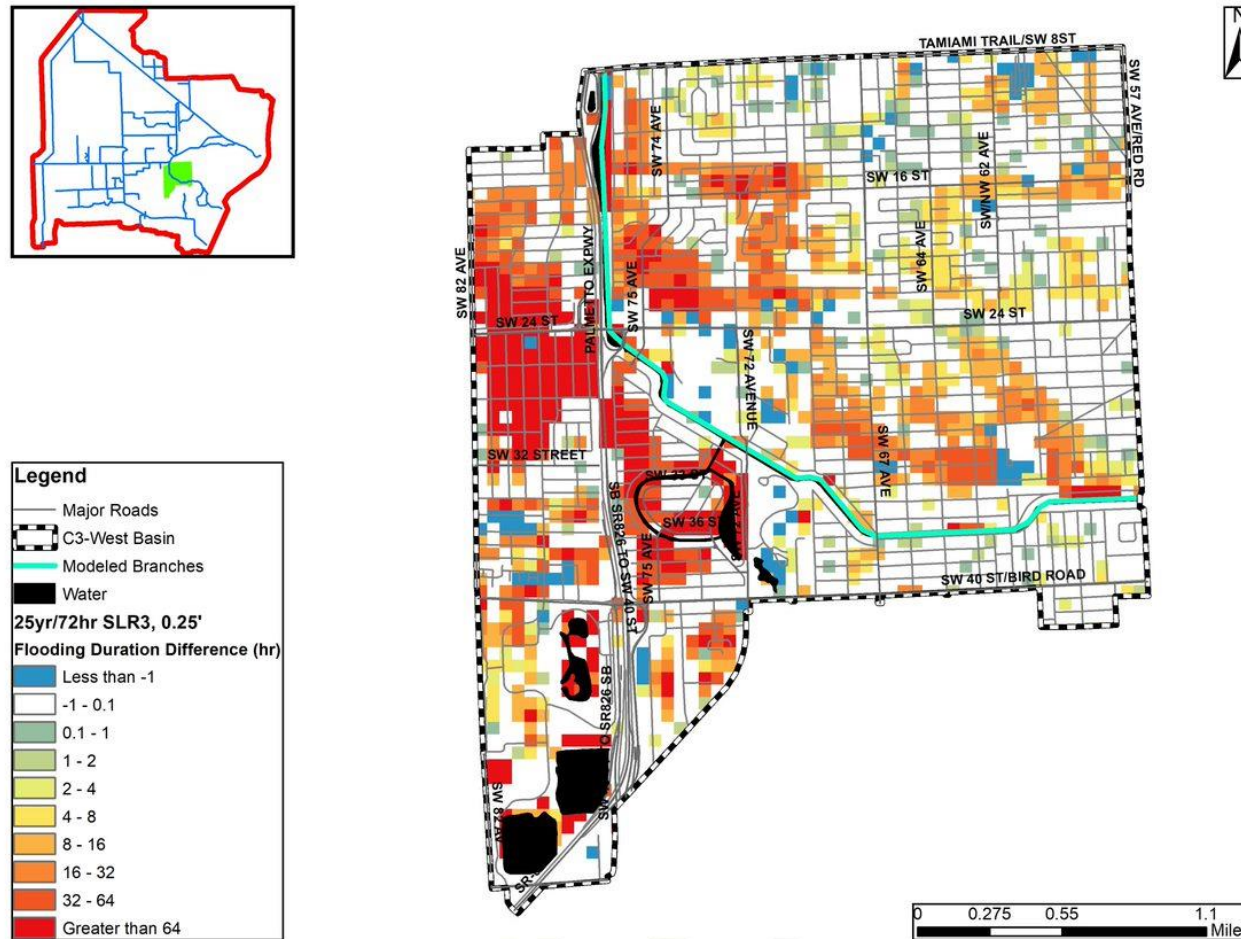 N
TAMIAMI TRAIL/SW 8ST
SW 57 AVE/RED RD
SW 74 AVE
SW 16 ST
SW/NW 62 AVE
SW 64 AVE
SW 82 AVE
PALMETO EXPWY
SW 75 AVE
SW 24 ST
SW 24 ST
SW 72 AVENUE
SW 67 AVE
SW 32 STREET
SW 36 ST
SW 72 AVE
SB SR826 TO SW 40 ST
SW 75 AVE
SW 40 ST/BIRD ROAD
TO SR826 SB
SW 82 AV
Legend
Major Roads
C3-West Basin
Modeled Branches
Water
25yr/72hr SLR3, 0.25'
Flooding Duration Difference (hr)
Less than -1
-1 - 0.1
0.1 - 1
1 - 2
2 - 4
4 - 8
8 - 16
16 - 32
32 - 64
Greater than 64
0 0.275 0.55 1.1
Mile